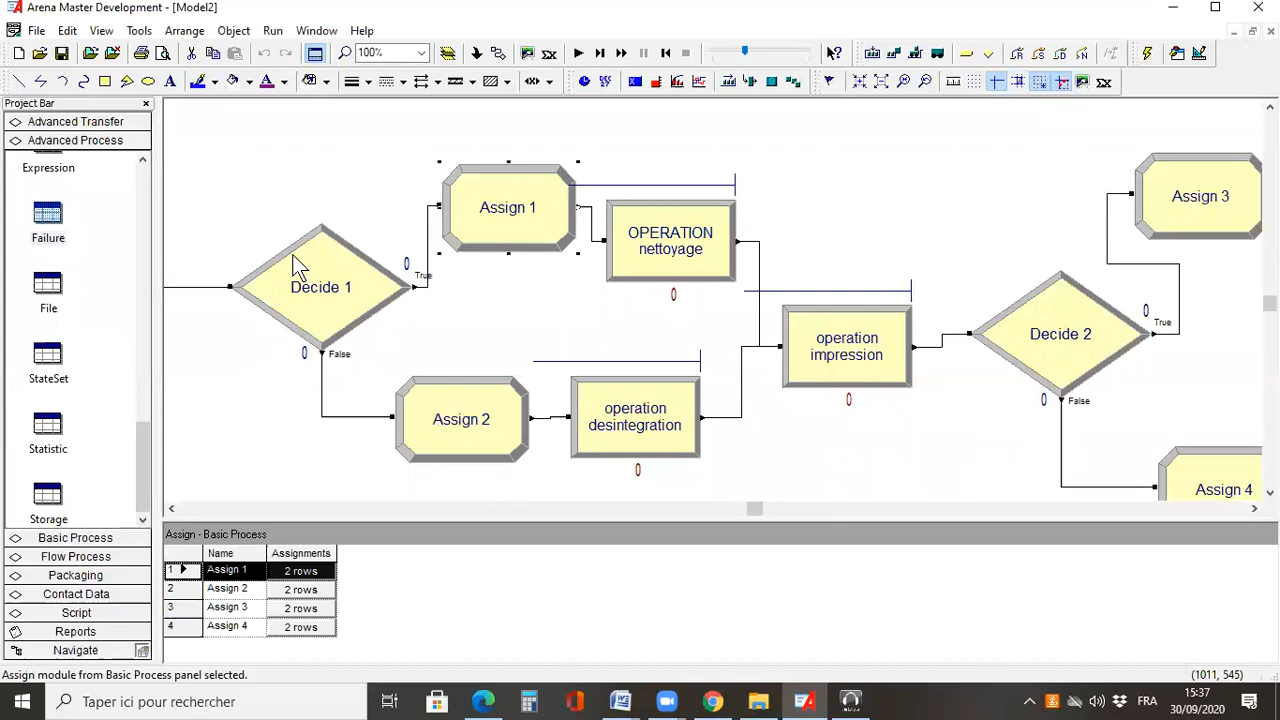 Arena Master Development - [Model2]
File Edit View Tools Arrange Object Run Window Help
100%
Project Bar
Advanced Transfer
Advanced Process
Expression
Failure
File
StateSet
Statistic
Storage
Basic Process
Flow Process
Packaging
Contact Data
Script
Reports
Navigate
Decide 1
0
True
0
False
Assign 1
OPERATION
nettoyage
0
Assign 2
operation
desintegration
0
operation
impression
0
Decide 2
0
True
0
False
Assign 3
Assign 4
Assign - Basic Process
Name Assignments
1 Assign 1 2 rows
2 Assign 2 2 rows
3 Assign 3 2 rows
4 Assign 4 2 rows
Assign module from Basic Process panel selected.
(1011, 545)
Taper ici pour rechercher
FRA
15:37
30/09/2020